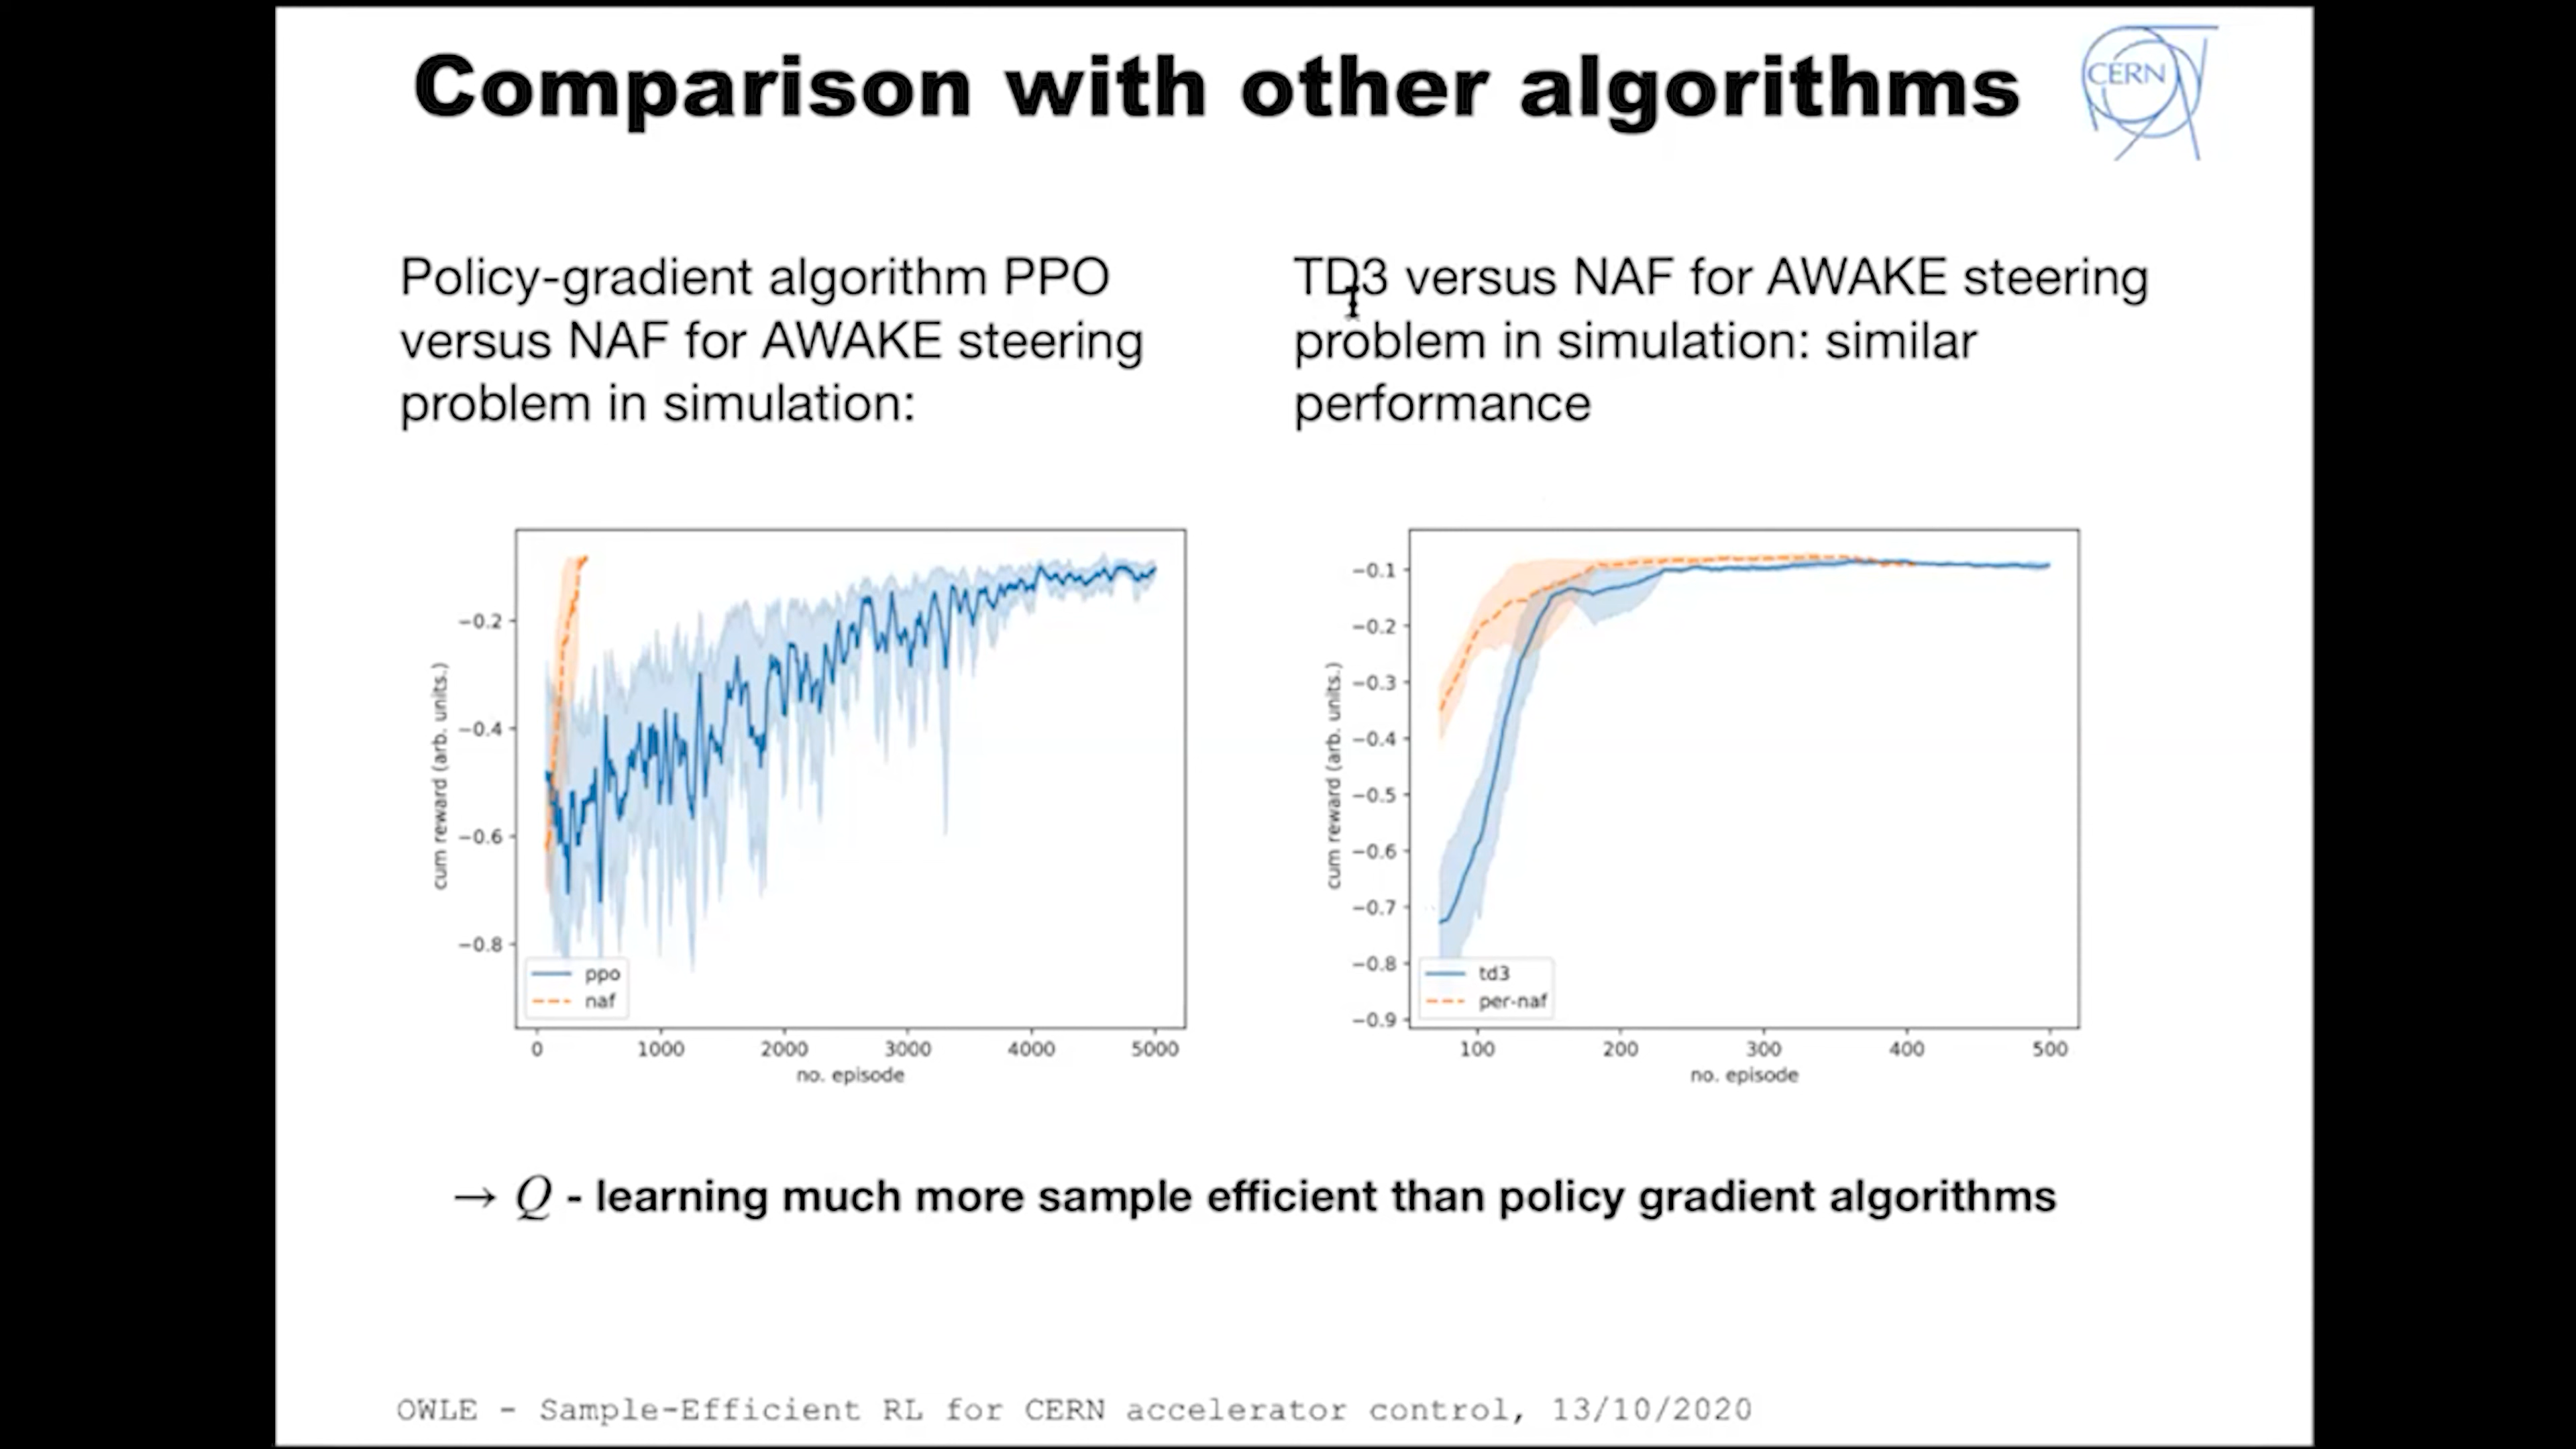 Comparison with other algorithms
CERN
Policy-gradient algorithm PPO
versus NAF for AWAKE steering
problem in simulation:
TD3 versus NAF for AWAKE steering
problem in simulation: similar
performance
cum reward (arb. units.)
−0.2
−0.4
−0.6
−0.8
ppo
naf
0 1000 2000 3000 4000 5000
no. episode
cum reward (arb. units.)
−0.1
−0.2
−0.3
−0.4
−0.5
−0.6
−0.7
−0.8
−0.9
td3
per-naf
100 200 300 400 500
no. episode
→ Q - learning much more sample efficient than policy gradient algorithms
OWLE - Sample-Efficient RL for CERN accelerator control, 13/10/2020